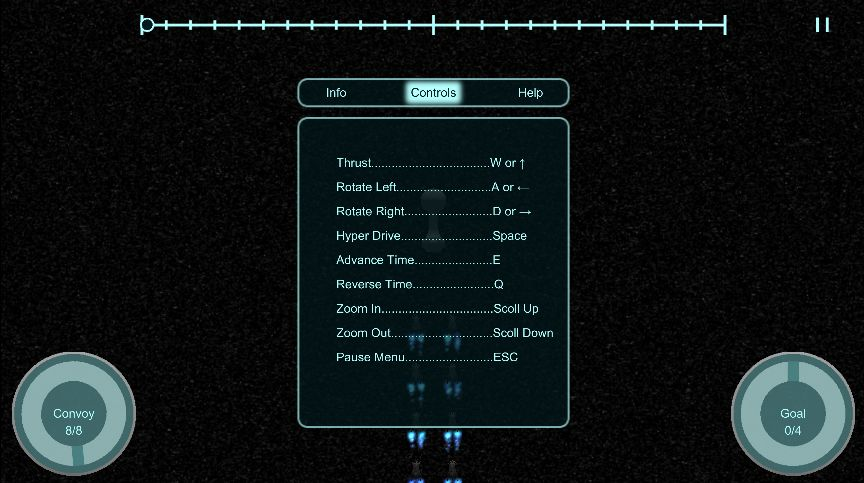 Info Controls Help
Thrust...................................W or ↑
Rotate Left............................A or ←
Rotate Right..........................D or →
Hyper Drive...........................Space
Advance Time.......................E
Reverse Time........................Q
Zoom In.................................Scoll Up
Zoom Out..............................Scoll Down
Pause Menu..........................ESC
Convoy
8/8
Goal
0/4